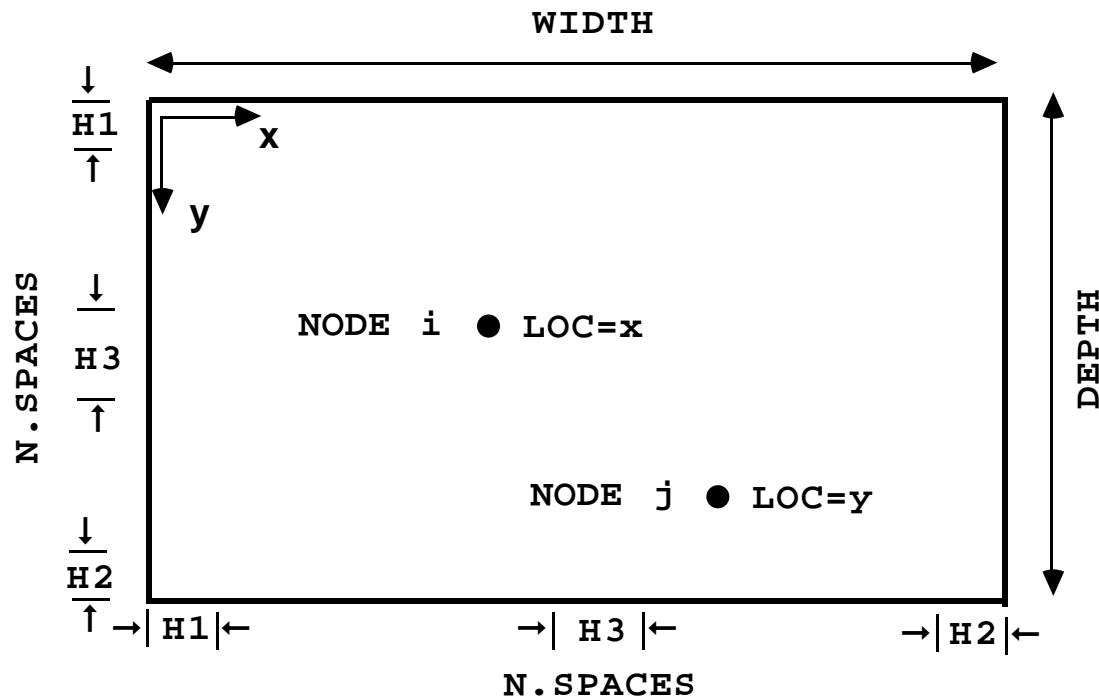 WIDTH
H1
x
y
N.SPACES
H3
NODE i LOC=x
DEPTH
NODE j LOC=y
H2
H1
H3
H2
N.SPACES